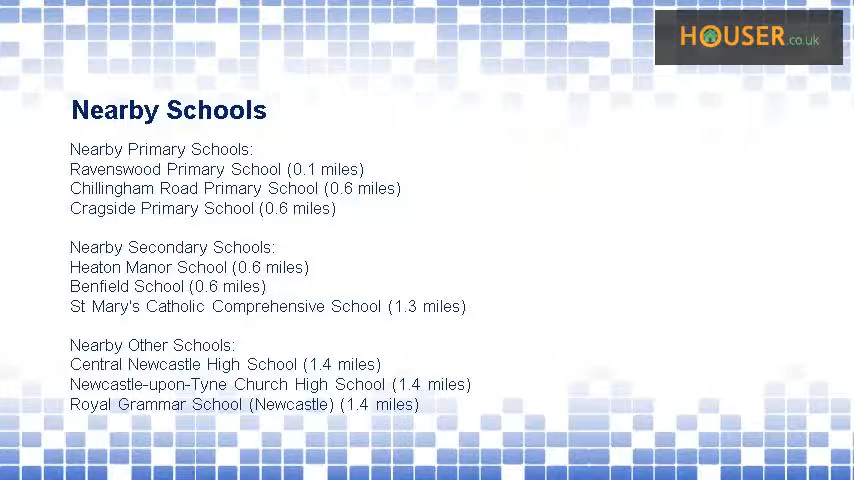 HOUSER.co.uk
Nearby Schools
Nearby Primary Schools:
Ravenswood Primary School (0.1 miles)
Chillingham Road Primary School (0.6 miles)
Cragside Primary School (0.6 miles)
Nearby Secondary Schools:
Heaton Manor School (0.6 miles)
Benfield School (0.6 miles)
St Mary's Catholic Comprehensive School (1.3 miles)
Nearby Other Schools:
Central Newcastle High School (1.4 miles)
Newcastle-upon-Tyne Church High School (1.4 miles)
Royal Grammar School (Newcastle) (1.4 miles)